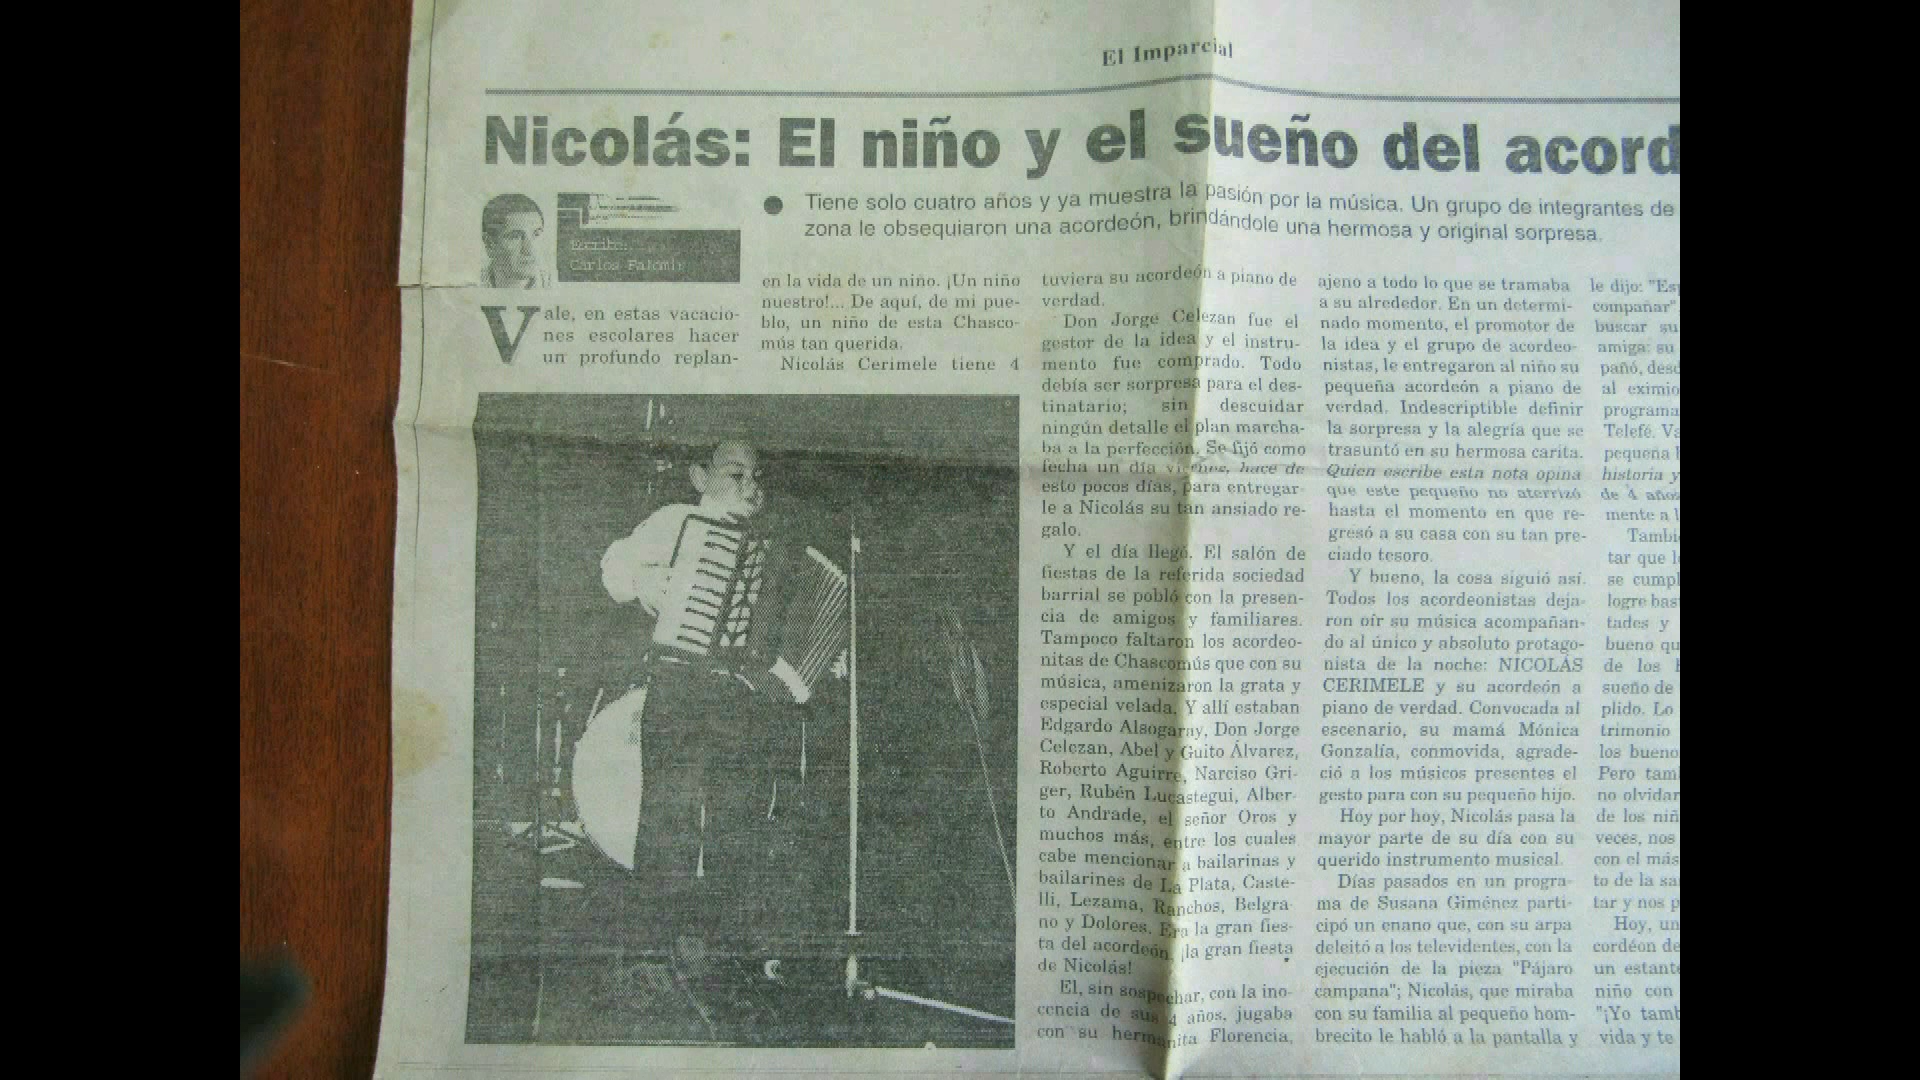 El Imparcial
Nicolás: El niño y el sueño del acord
Tiene solo cuatro años y ya muestra la pasión por la música. Un grupo de integrantes de
zona le obsequiaron una acordeón, brindándole una hermosa y original sorpresa.
Escribe:
Carlos
Vale, en estas vacacio-
nes escolares hacer
un profundo replan-
en la vida de un niño. ¡Un niño
nuestro!... De aquí, de mi pue-
blo, un niño de esta Chasco-
mús tan querida.
Nicolás Cerimele tiene 4
tuviera su acordeón a piano de
verdad.
Don Jorge Celezan fue el
gestor de la idea y el instru-
mento fue comprado. Todo
debía ser sorpresa para el des-
tinatario; sin descuidar
ningún detalle el plan marcha-
ba a la perfección. Se fijó como
fecha un día viernes, hace de
esto pocos días, para entregar-
le a Nicolás su tan ansiado re-
galo.
Y el día llegó. El salón de
fiestas de la referida sociedad
barrial se pobló con la presen-
cia de amigos y familiares.
Tampoco faltaron los acordeo-
nitas de Chascomús que con su
música, amenizaron la grata y
especial velada. Y allí estaban
Edgardo Alsogaray, Don Jorge
Celezan, Abel y Guito Álvarez,
Roberto Aguirre, Narciso Gri-
ger, Rubén Lucastegui, Alber-
to Andrade, el señor Oros y
muchos más, entre los cuales
cabe mencionar a bailarinas y
bailarines de La Plata, Caste-
lli, Lezama, Ranchos, Belgra-
no y Dolores. Era la gran fies-
ta del acordeón, ¡la gran fiesta
de Nicolás!
El, sin sospechar, con la ino-
cencia de sus 4 años, jugaba
con su hermanita Florencia,
ajeno a todo lo que se tramaba
a su alrededor. En un determi-
nado momento, el promotor de
la idea y el grupo de acordeo-
nistas, le entregaron al niño su
pequeña acordeón a piano de
verdad. Indescriptible definir
la sorpresa y la alegría que se
trasuntó en su hermosa carita.
Quien escribe esta nota opina
que este pequeño no aterrizó
hasta el momento en que re-
gresó a su casa con su tan pre-
ciado tesoro.
Y bueno, la cosa siguió así.
Todos los acordeonistas deja-
ron oír su música acompañan-
do al único y absoluto protago-
nista de la noche: NICOLÁS
CERIMELE y su acordeón a
piano de verdad. Convocada al
escenario, su mamá Mónica
Gonzalía, conmovida, agrade-
ció a los músicos presentes el
gesto para con su pequeño hijo.
Hoy por hoy, Nicolás pasa la
mayor parte de su día con su
querido instrumento musical.
Días pasados en un progra-
ma de Susana Giménez parti-
cipó un enano que, con su arpa
deleitó a los televidentes, con la
ejecución de la pieza "Pájaro
campana"; Nicolás, que miraba
con su familia al pequeño hom-
brecito le habló a la pantalla y
le dijo: "Esp
compañar".
buscar su
amiga: su
pañó, desd
al eximio
programa
Telefé. Va
pequeña h
historia y
de 4 años
mente a l
Tambi
tar que l
se cumpl
logre bas
tades y
bueno qu
de los
sueño de
plido. Lo
trimonio
los bueno
Pero tam
no olvidar
de los niñ
veces, nos
con el más
to de la sa
tar y nos p
Hoy, un
cordéon de
un estante
niño con
"¡Yo tamb
vida y te